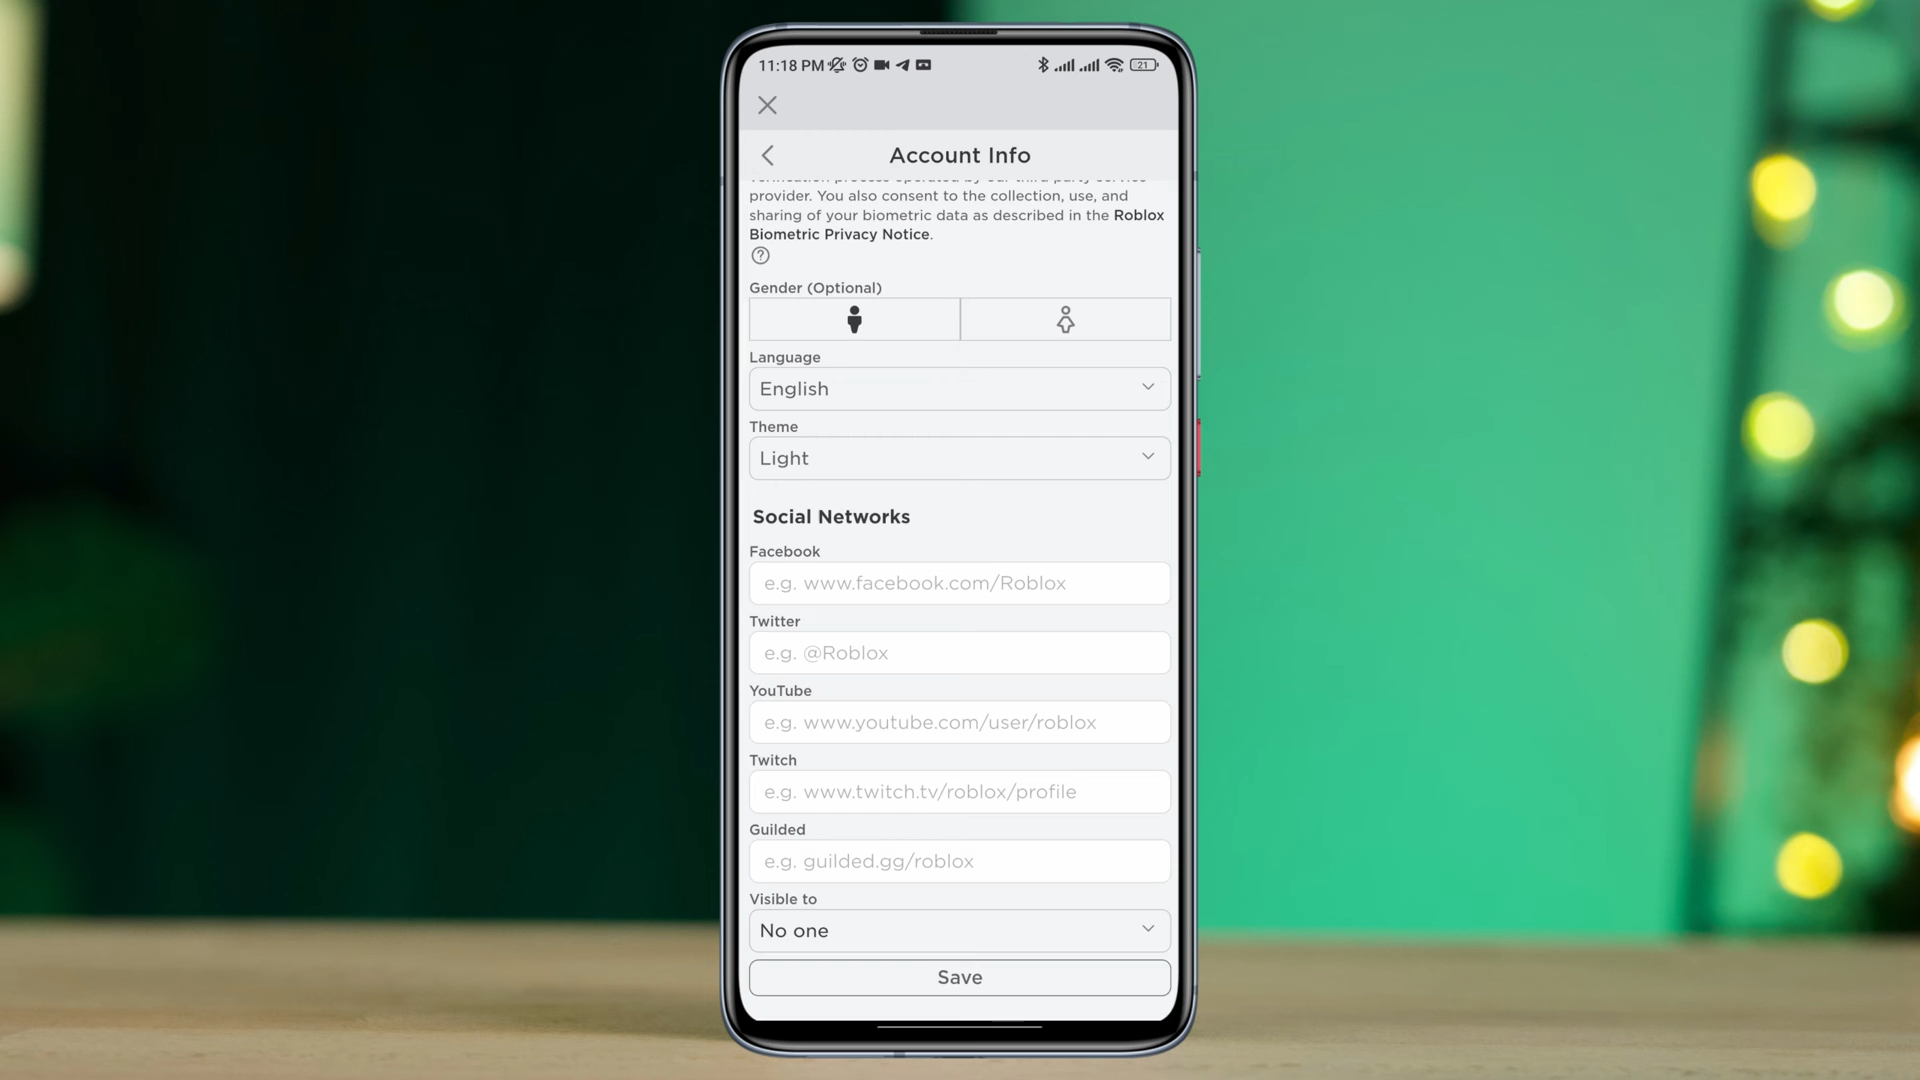 11:18 PM
21
Account Info
provider. You also consent to the collection, use, and
sharing of your biometric data as described in the Roblox
Biometric Privacy Notice.
Gender (Optional)
Language
English
Theme
Light
Social Networks
Facebook
e.g. www.facebook.com/Roblox
Twitter
e.g. @Roblox
YouTube
e.g. www.youtube.com/user/roblox
Twitch
e.g. www.twitch.tv/roblox/profile
Guilded
e.g. guilded.gg/roblox
Visible to
No one
Save